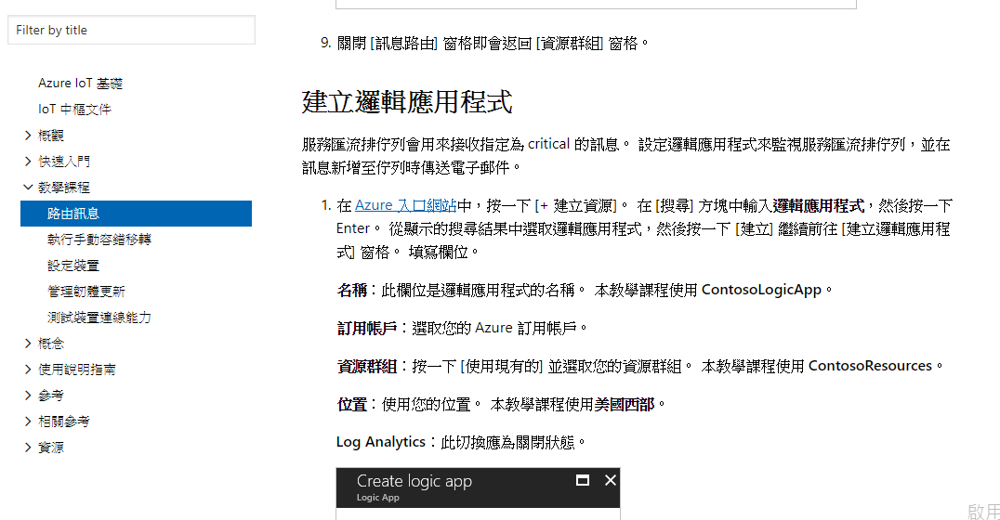 Filter by title
Azure IoT 基礎
IoT 中樞文件
概觀
快速入門
教學課程
路由訊息
執行手動容錯移轉
設定裝置
管理韌體更新
測試裝置連線能力
概念
使用說明指南
參考
相關參考
資源
9. 關閉 [訊息路由] 窗格即會返回 [資源群組] 窗格。
建立邏輯應用程式
服務匯流排佇列會用來接收指定為 critical 的訊息。 設定邏輯應用程式來監視服務匯流排佇列，並在
訊息新增至佇列時傳送電子郵件。
1. 在 Azure 入口網站中，按一下 [+ 建立資源]。 在 [搜尋] 方塊中輸入邏輯應用程式，然後按一下
Enter。 從顯示的搜尋結果中選取邏輯應用程式，然後按一下 [建立] 繼續前往 [建立邏輯應用程
式] 窗格。 填寫欄位。
名稱：此欄位是邏輯應用程式的名稱。 本教學課程使用 ContosoLogicApp。
訂用帳戶：選取您的 Azure 訂用帳戶。
資源群組：按一下 [使用現有的] 並選取您的資源群組。 本教學課程使用 ContosoResources。
位置：使用您的位置。 本教學課程使用美國西部。
Log Analytics：此切換應為關閉狀態。
Create logic app
Logic App
啟用